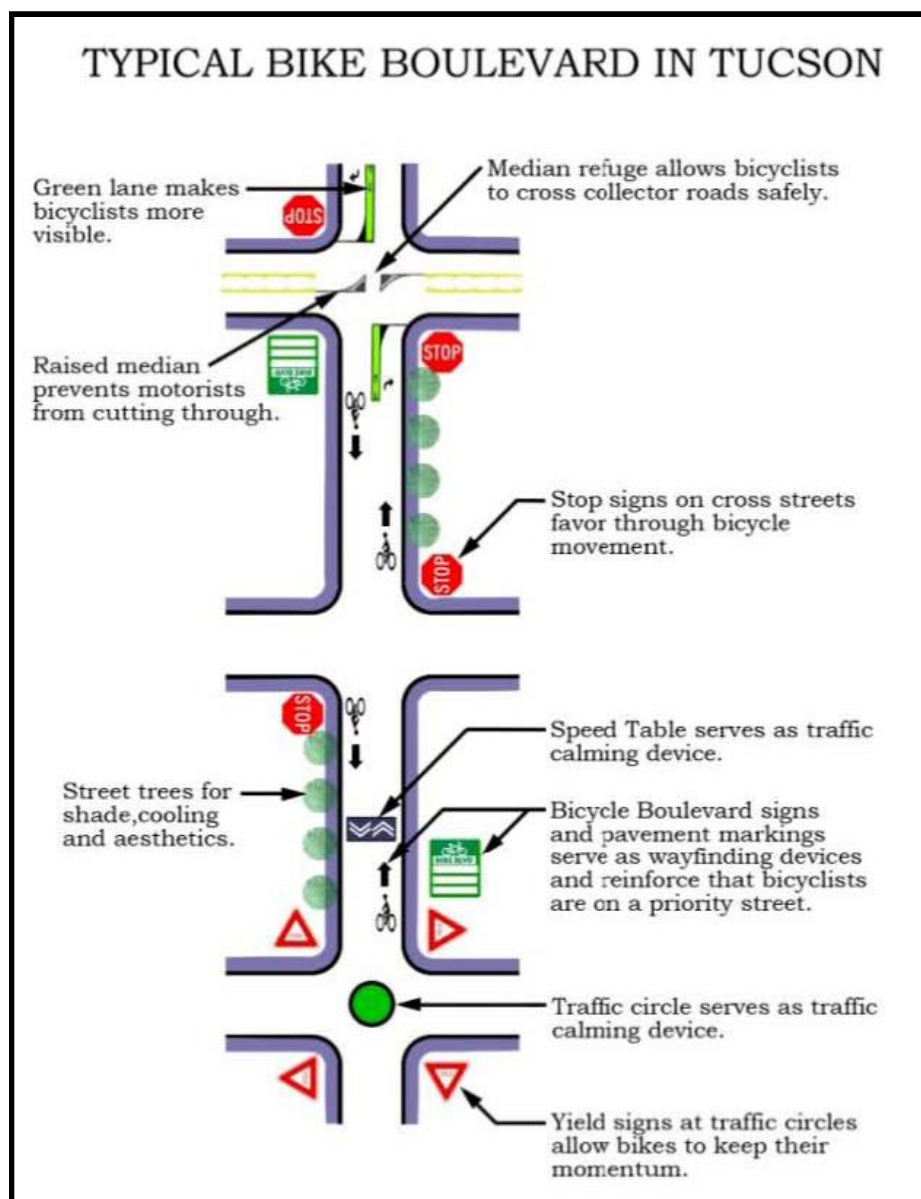 TYPICAL BIKE BOULEVARD IN TUCSON
Green lane makes
bicyclists more
visible.
Median refuge allows bicyclists
to cross collector roads safely.
STOP
Raised median
prevents motorists
from cutting through.
BIKE BLVD
STOP
Stop signs on cross streets
favor through bicycle
movement.
STOP
STOP
Speed Table serves as traffic
calming device.
Street trees for
shade,cooling
and aesthetics.
Bicycle Boulevard signs
and pavement markings
serve as wayfinding devices
and reinforce that bicyclists
are on a priority street.
BIKE BLVD
Traffic circle serves as traffic
calming device.
Yield signs at traffic circles
allow bikes to keep their
momentum.